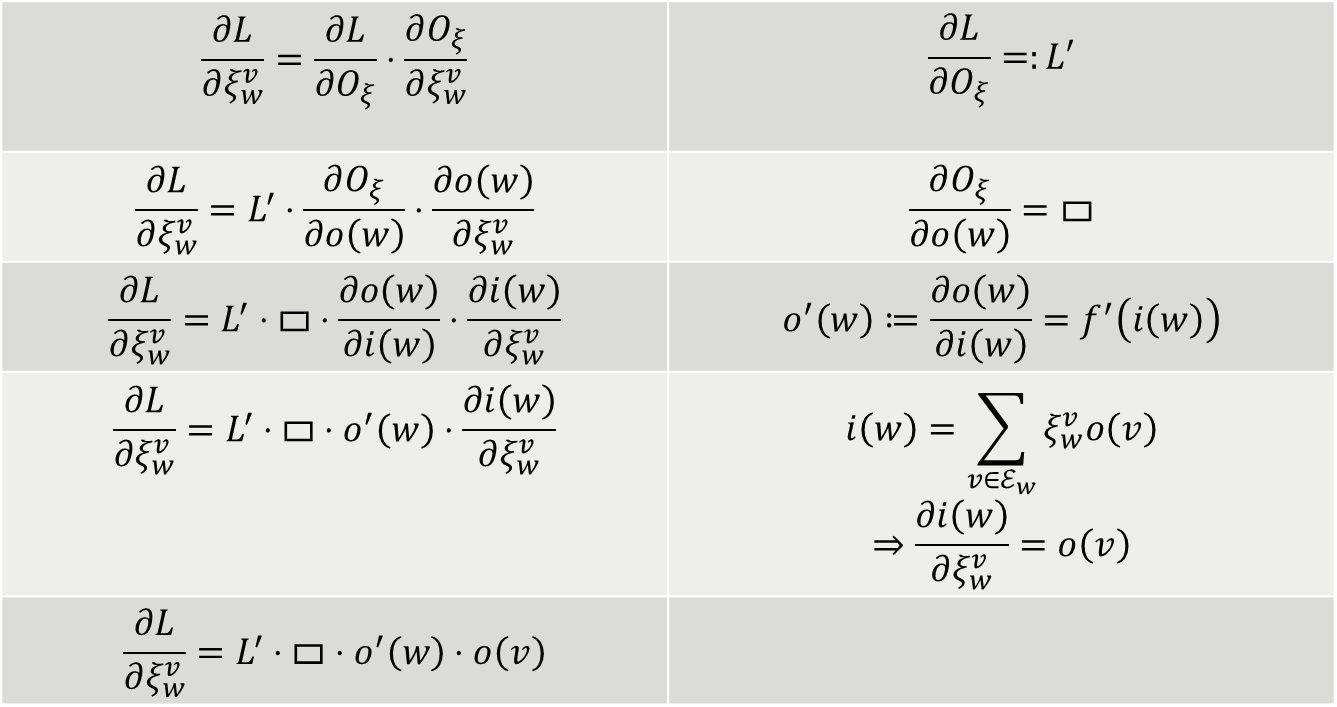 ∂L/∂ξ_w^v = ∂L/∂O_ξ · ∂O_ξ/∂ξ_w^v
∂L/∂O_ξ =: L′
∂L/∂ξ_w^v = L′ · ∂O_ξ/∂o(w) · ∂o(w)/∂ξ_w^v
∂O_ξ/∂o(w) = □
∂L/∂ξ_w^v = L′ · □ · ∂o(w)/∂i(w) · ∂i(w)/∂ξ_w^v
o′(w) ≔ ∂o(w)/∂i(w) = f′(i(w))
∂L/∂ξ_w^v = L′ · □ · o′(w) · ∂i(w)/∂ξ_w^v
i(w) = ∑_{v∈ℰ_w} ξ_w^v o(v)
⇒ ∂i(w)/∂ξ_w^v = o(v)
∂L/∂ξ_w^v = L′ · □ · o′(w) · o(v)